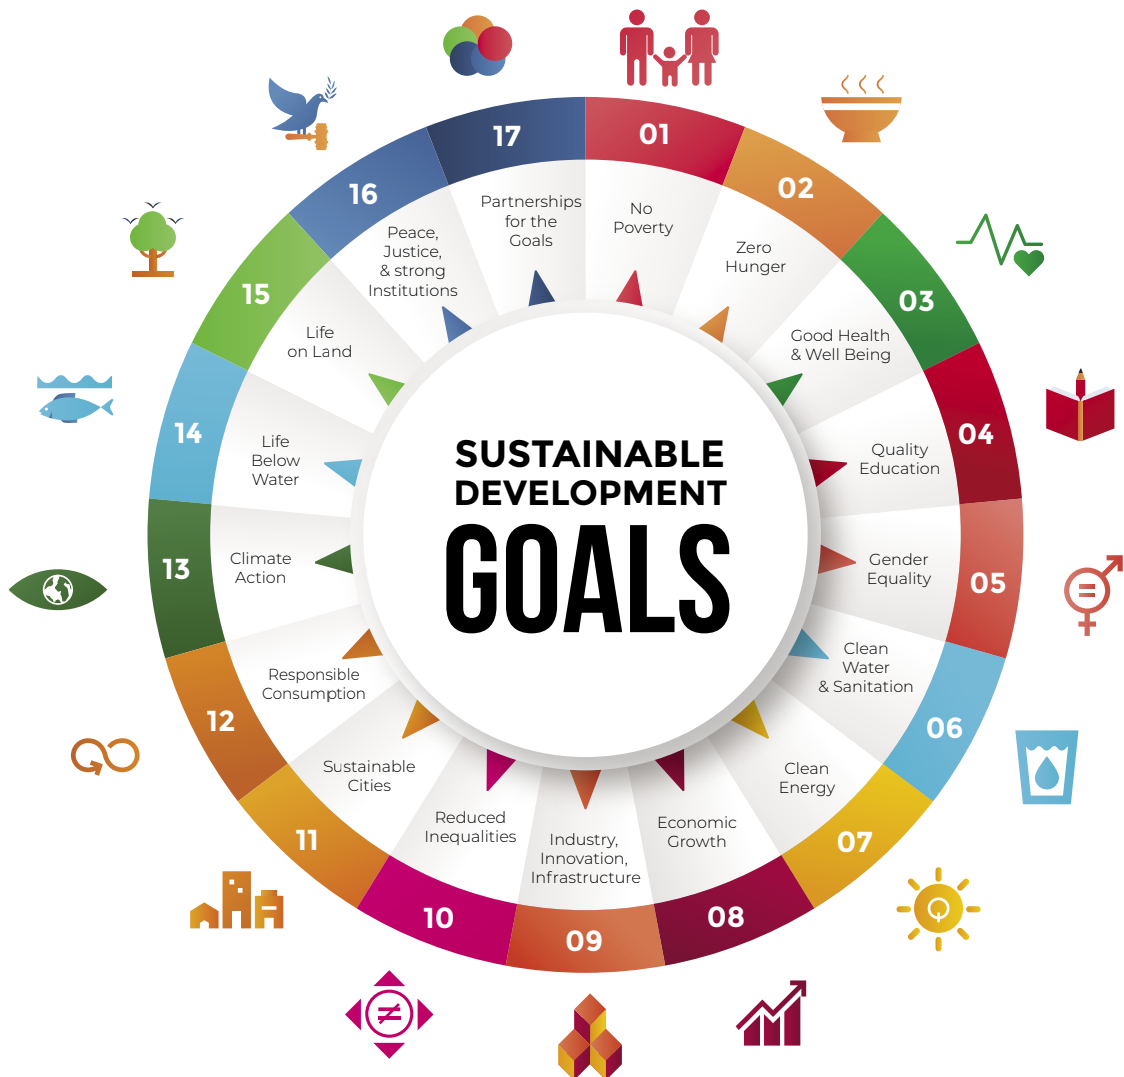 SUSTAINABLE
DEVELOPMENT
GOALS
01
No
Poverty
02
Zero
Hunger
03
Good Health
& Well Being
04
Quality
Education
05
Gender
Equality
06
Clean
Water
& Sanitation
07
Clean
Energy
08
Economic
Growth
09
Industry,
Innovation,
Infrastructure
10
Reduced
Inequalities
11
Sustainable
Cities
12
Responsible
Consumption
13
Climate
Action
14
Life
Below
Water
15
Life
on Land
16
Peace,
Justice,
& strong
Institutions
17
Partnerships
for the
Goals